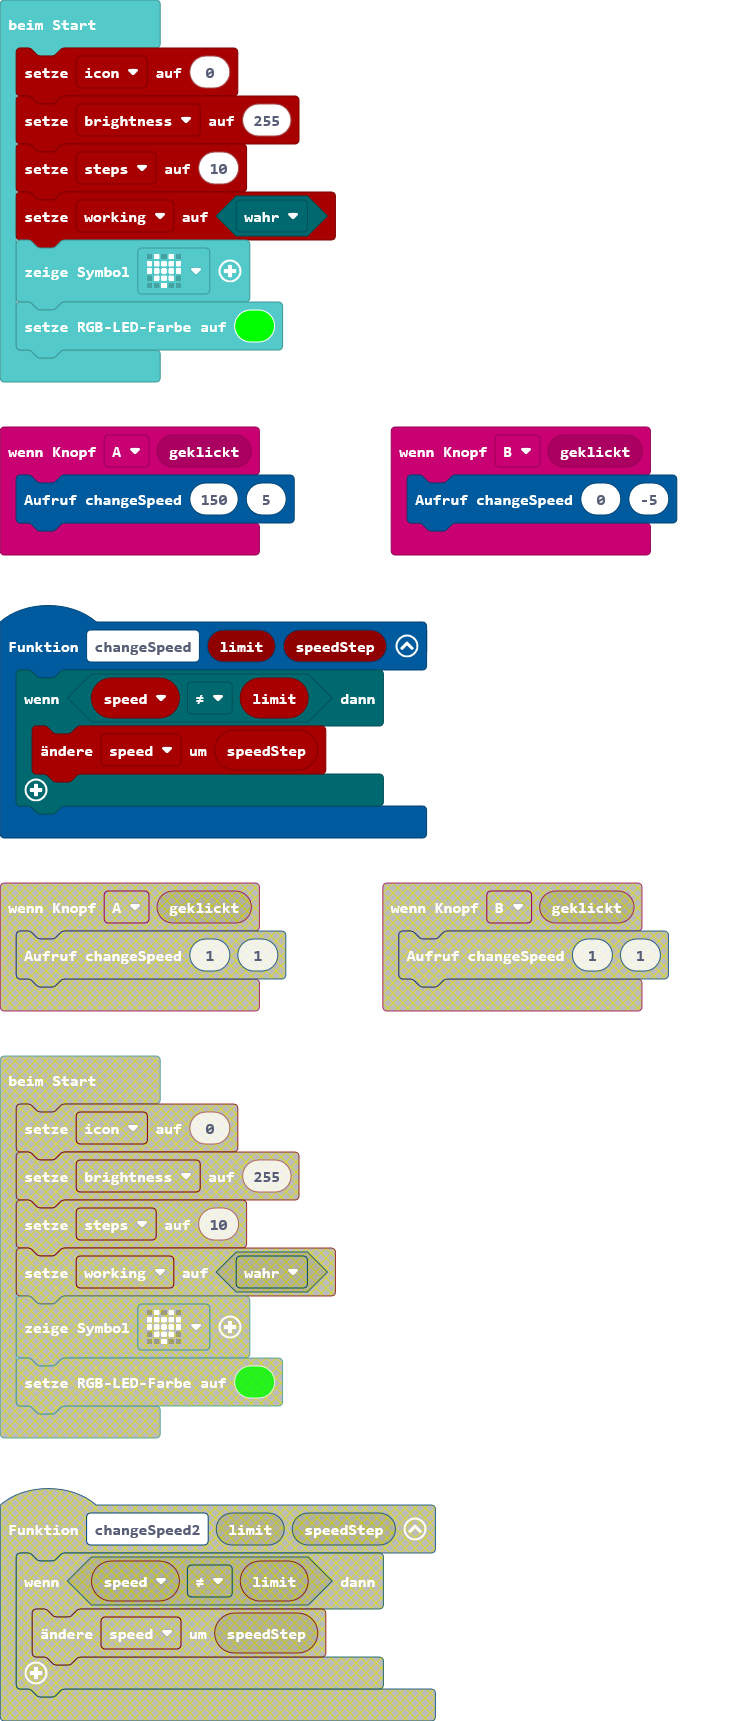 beim Start
setze icon auf 0
setze brightness auf 255
setze steps auf 10
setze working auf wahr
zeige Symbol
setze RGB-LED-Farbe auf
wenn Knopf A geklickt
Aufruf changeSpeed 150 5
wenn Knopf B geklickt
Aufruf changeSpeed 0 -5
Funktion changeSpeed limit speedStep
wenn speed ≠ limit dann
ändere speed um speedStep
wenn Knopf A geklickt
Aufruf changeSpeed 1 1
wenn Knopf B geklickt
Aufruf changeSpeed 1 1
beim Start
setze icon auf 0
setze brightness auf 255
setze steps auf 10
setze working auf wahr
zeige Symbol
setze RGB-LED-Farbe auf
Funktion changeSpeed2 limit speedStep
wenn speed ≠ limit dann
ändere speed um speedStep